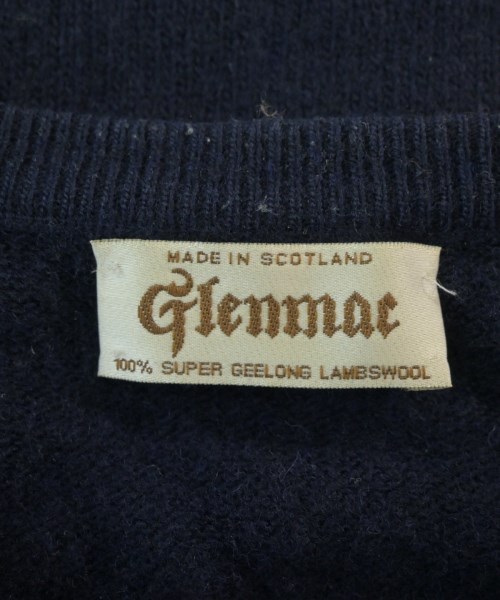 MADE IN SCOTLAND
Glenmac
100% SUPER GEELONG LAMBSWOOL